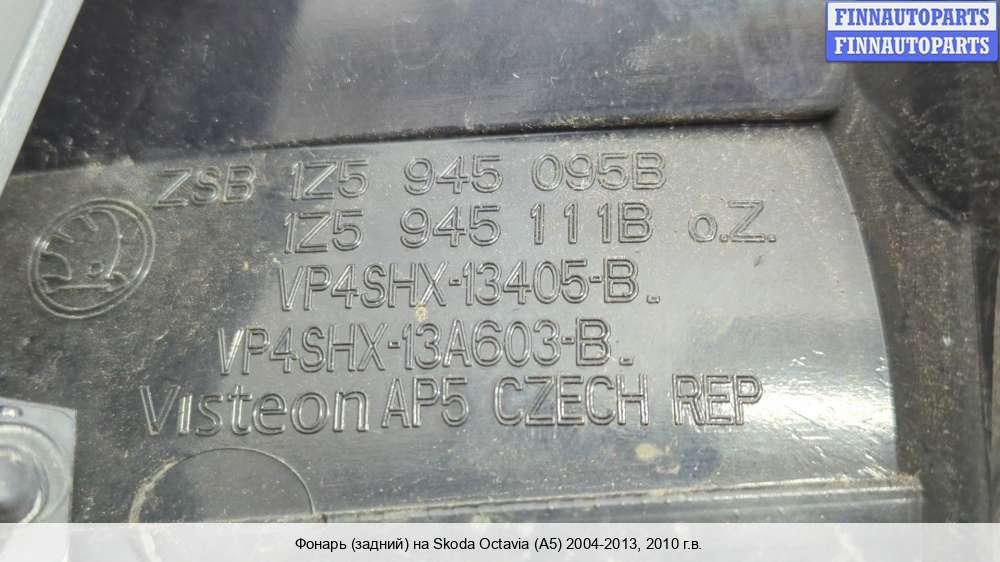 FINNAUTOPARTS
FINNAUTOPARTS
ZSB 1Z5 945 095B
1Z5 945 111B o.Z.
VP4SHX-13405-B.
VP4SHX-13A603-B.
Visteon AP5 CZECH REP
Фонарь (задний) на Skoda Octavia (A5) 2004-2013, 2010 г.в.